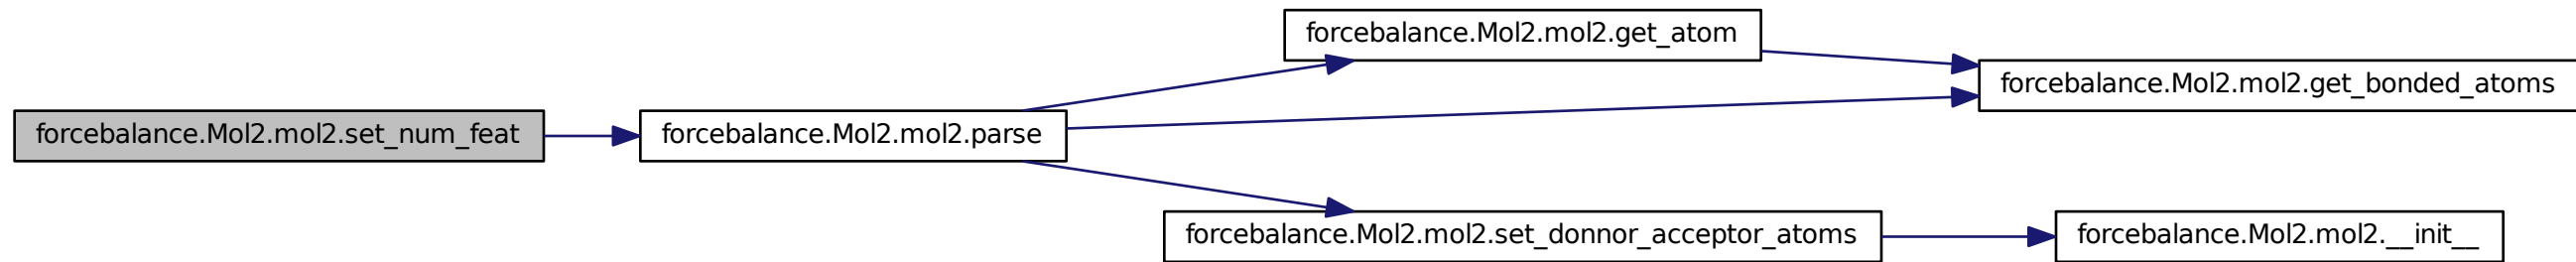 forcebalance.Mol2.mol2.set_num_feat
forcebalance.Mol2.mol2.parse
forcebalance.Mol2.mol2.get_atom
forcebalance.Mol2.mol2.get_bonded_atoms
forcebalance.Mol2.mol2.set_donnor_acceptor_atoms
forcebalance.Mol2.mol2.__init__